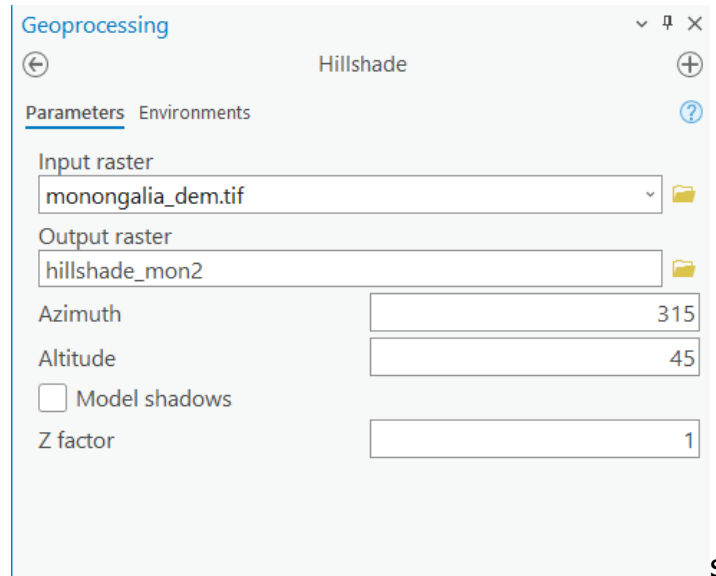 Geoprocessing
Hillshade
Parameters Environments
Input raster
monongalia_dem.tif
Output raster
hillshade_mon2
Azimuth 315
Altitude 45
Model shadows
Z factor 1
s